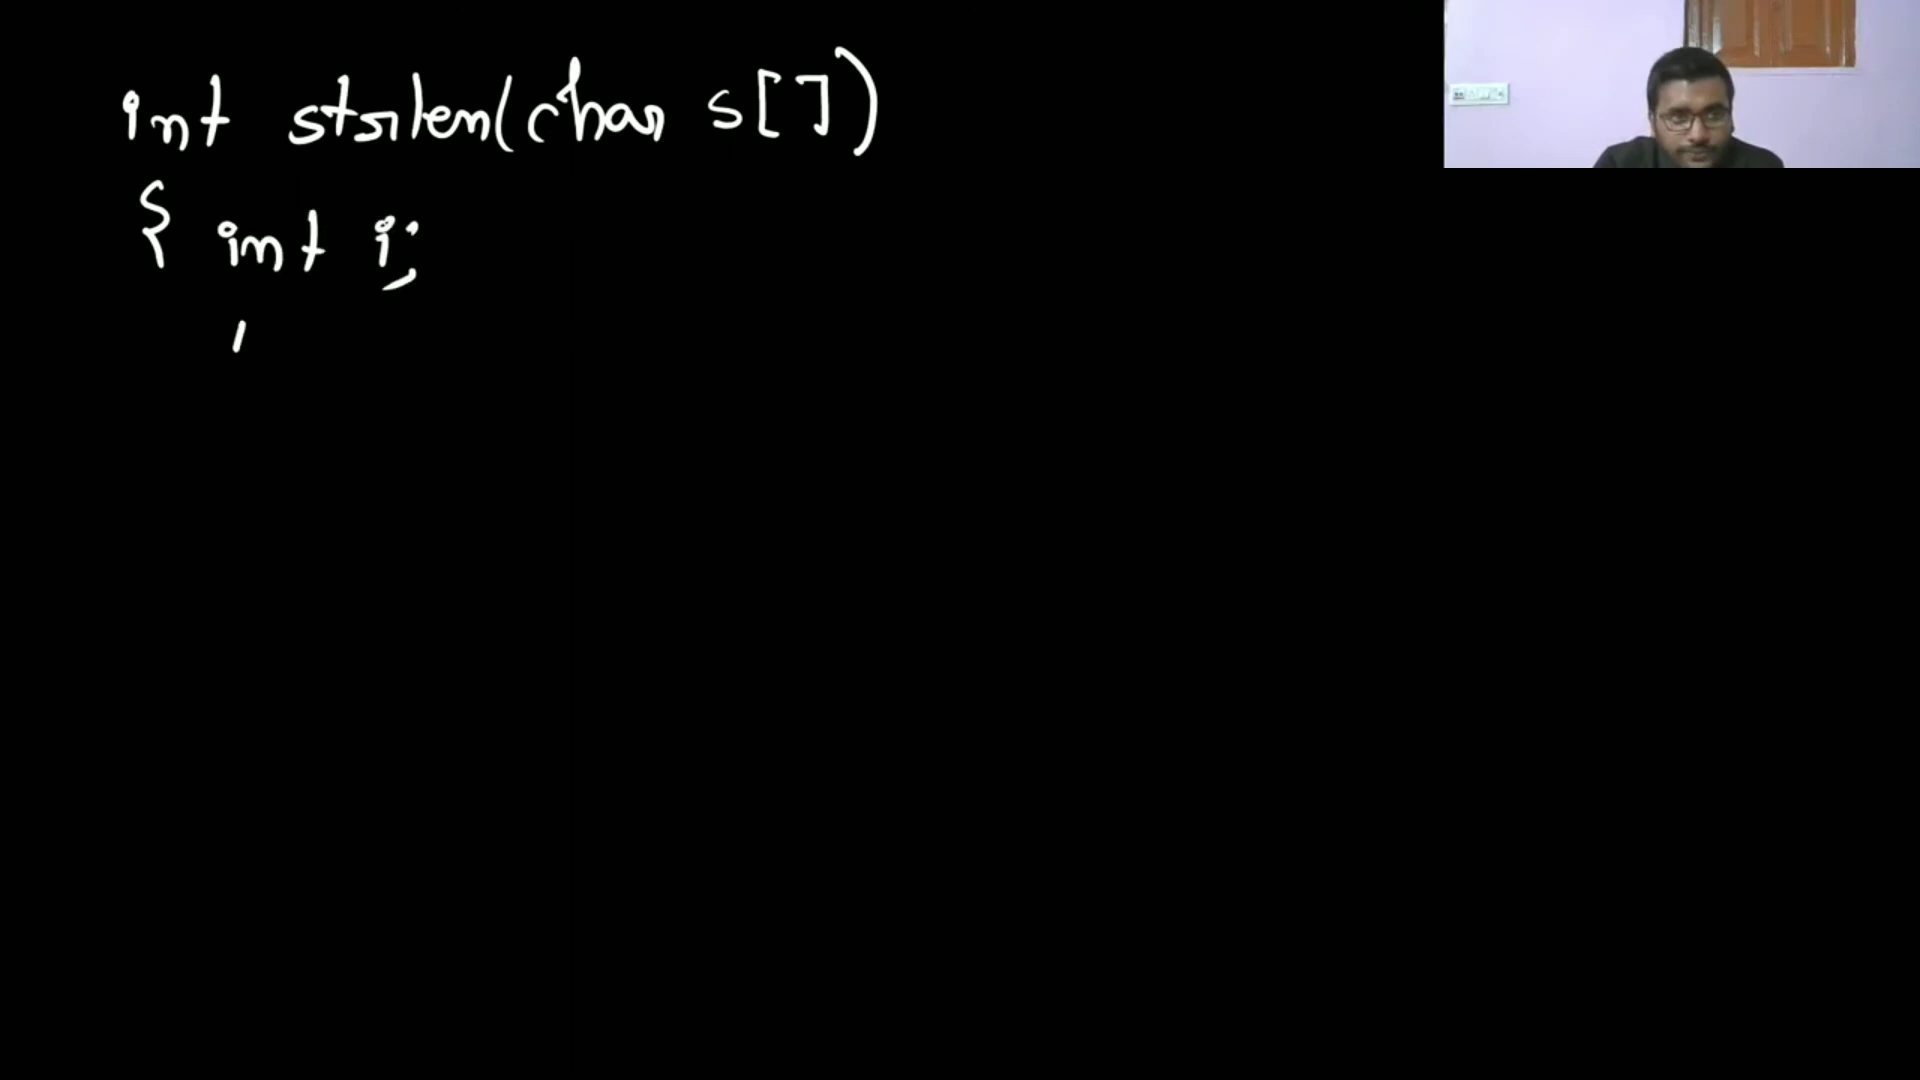 int strlen(char s[])
{ int i;